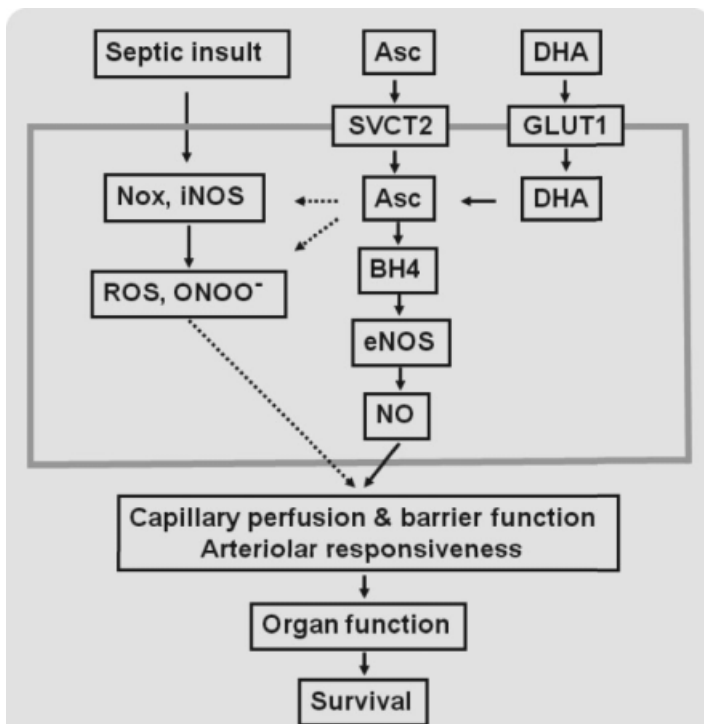 Septic insult
Asc
DHA
SVCT2
GLUT1
Nox, iNOS
Asc
DHA
BH4
ROS, ONOO⁻
eNOS
NO
Capillary perfusion & barrier function
Arteriolar responsiveness
Organ function
Survival